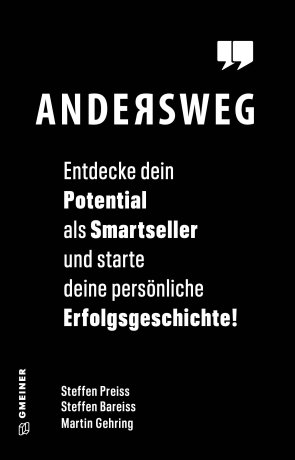 ANDERSWEG
Entdecke dein
Potential
als Smartseller
und starte
deine persönliche
Erfolgsgeschichte!
Steffen Preiss
Steffen Bareiss
Martin Gehring
GMEINER